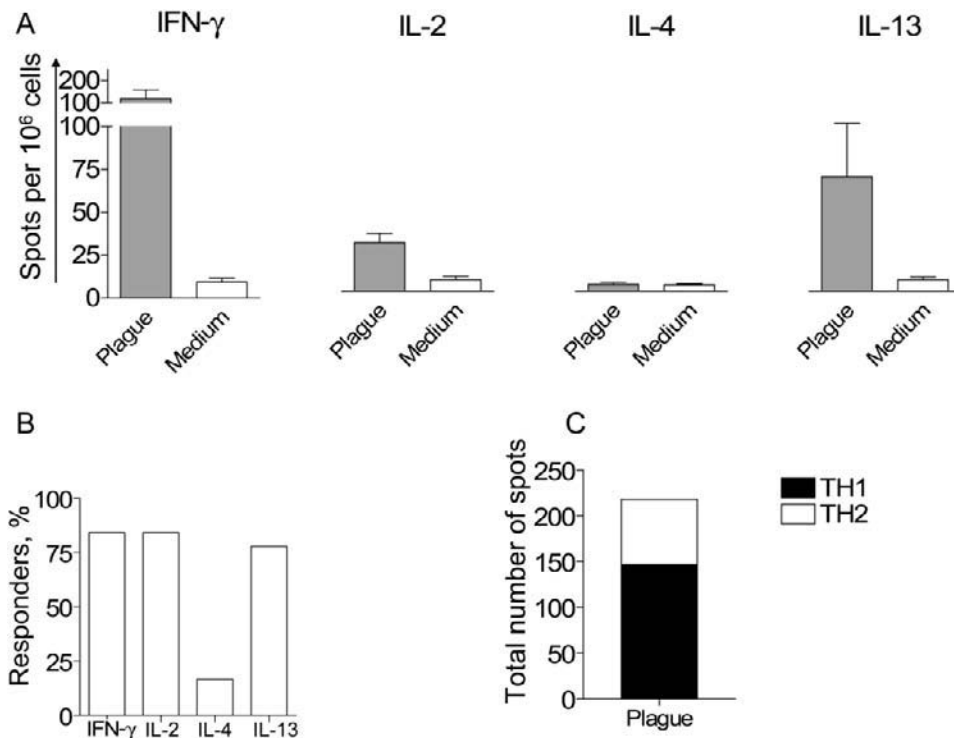 A
IFN-γ
IL-2
IL-4
IL-13
Spots per 10⁶ cells
200
100
100
75
50
25
0
Plague
Medium
Plague
Medium
Plague
Medium
Plague
Medium
B
Responders, %
100
75
50
25
0
IFN-γ
IL-2
IL-4
IL-13
C
Total number of spots
250
200
150
100
50
0
Plague
TH1
TH2